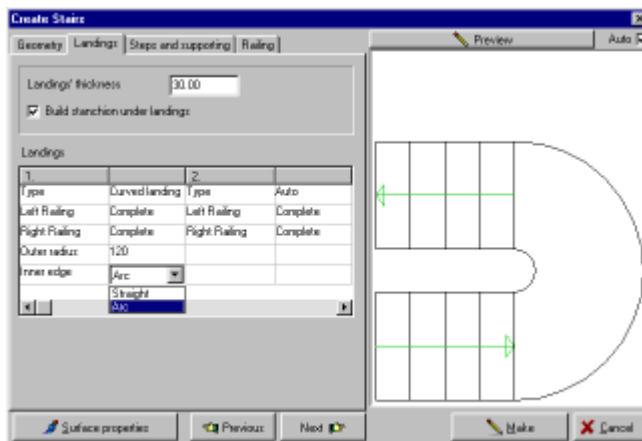 Create Stairs
Geometry Landings Steps and supporting Railing
Preview Auto
Landings' thickness 30.00
Build stanchion under landings
Landings
1. 2.
Type Curved landing Type Auto
Left Railing Complete Left Railing Complete
Right Railing Complete Right Railing Complete
Outer radius 120
Inner edge Arc
Straight
Arc
Surface properties Previous Next Make Cancel